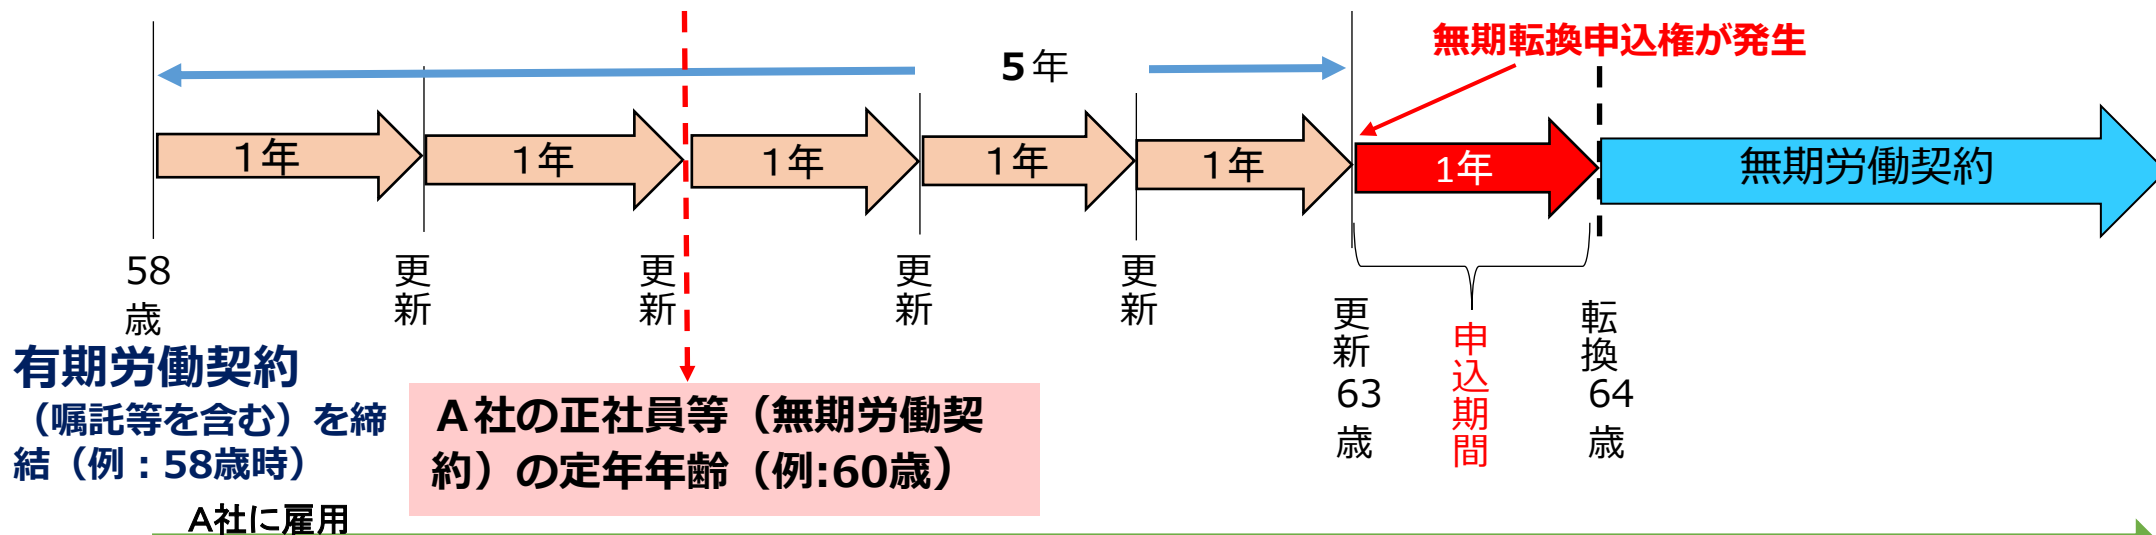 無期転換申込権が発生
5年
1年
1年
1年
1年
1年
1年
無期労働契約
58
歳
更新
更新
更新
更新
更新
63
歳
申込期間
転換
64
歳
有期労働契約
（嘱託等を含む）を締
結（例：58歳時）
Ａ社の正社員等（無期労働契
約）の定年年齢（例:60歳）
A社に雇用